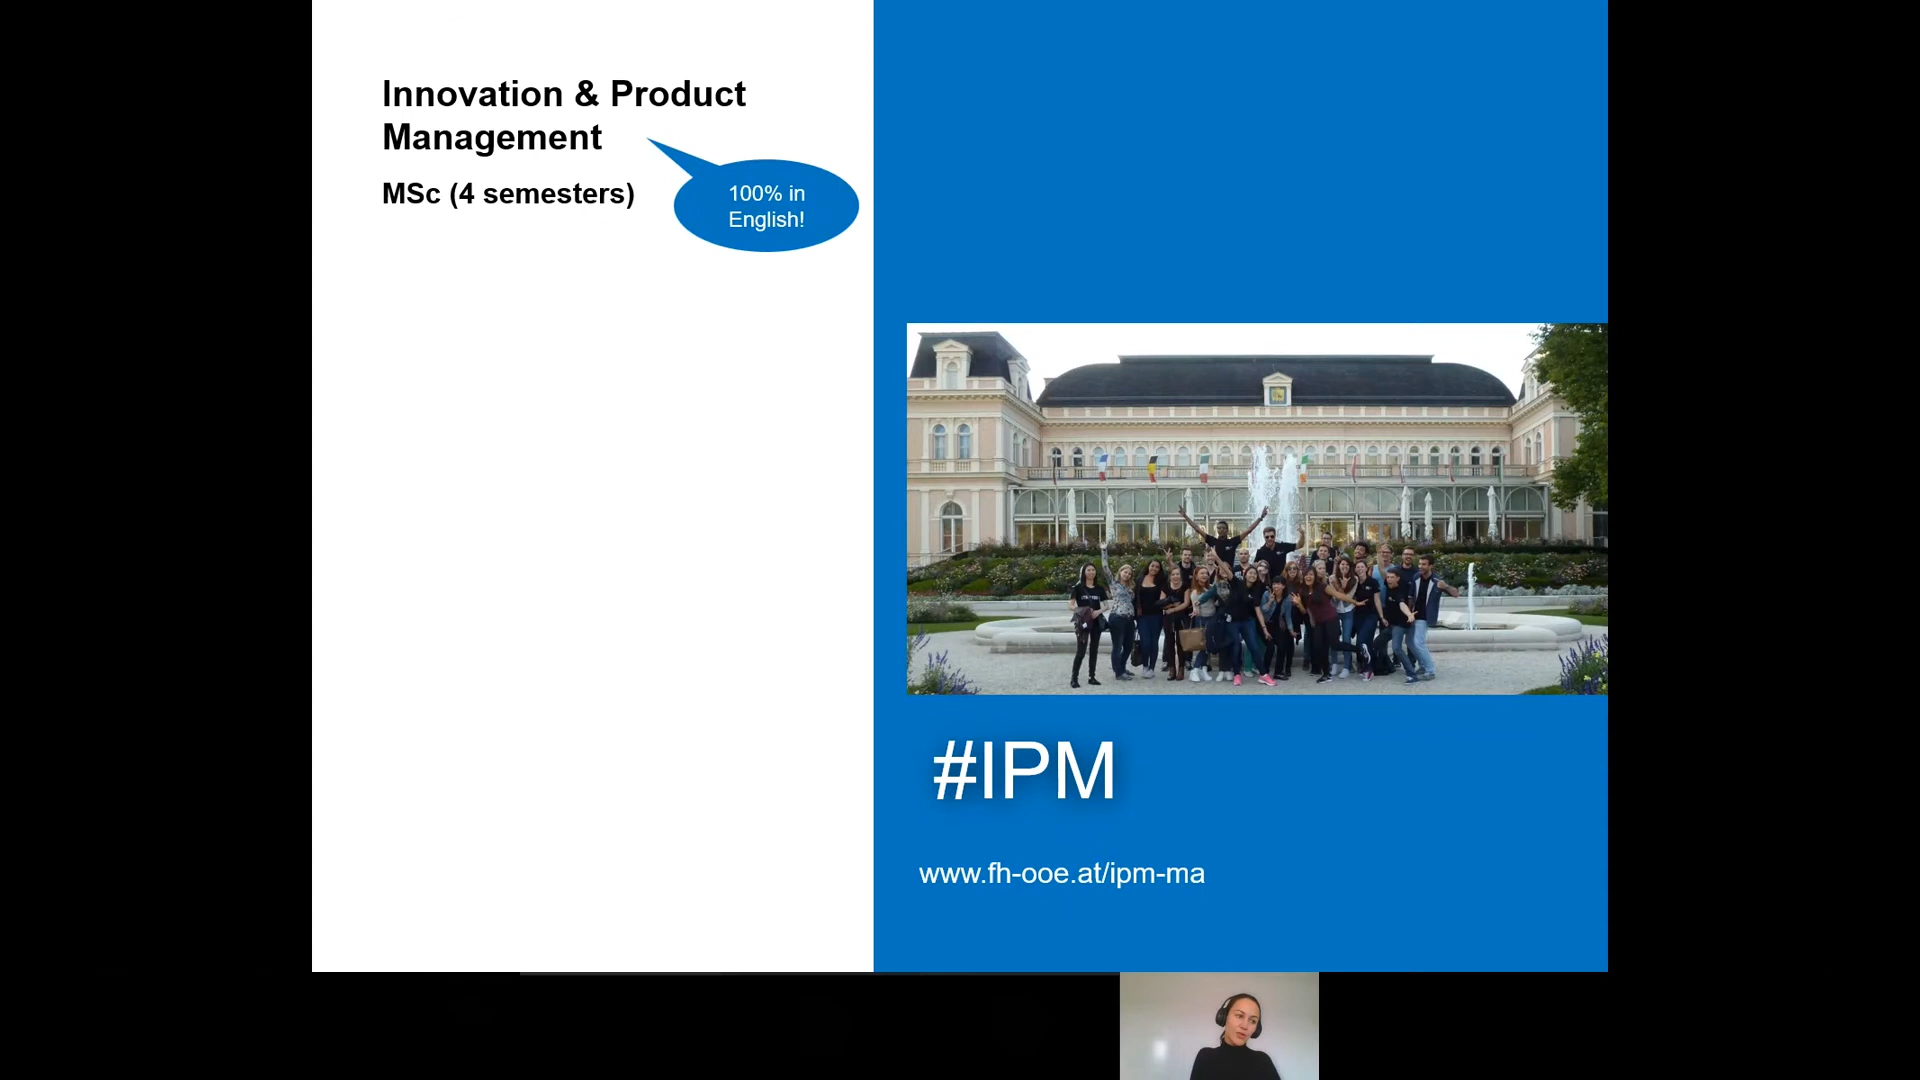 Innovation & Product
Management
MSc (4 semesters)
100% in
English!
#IPM
www.fh-ooe.at/ipm-ma